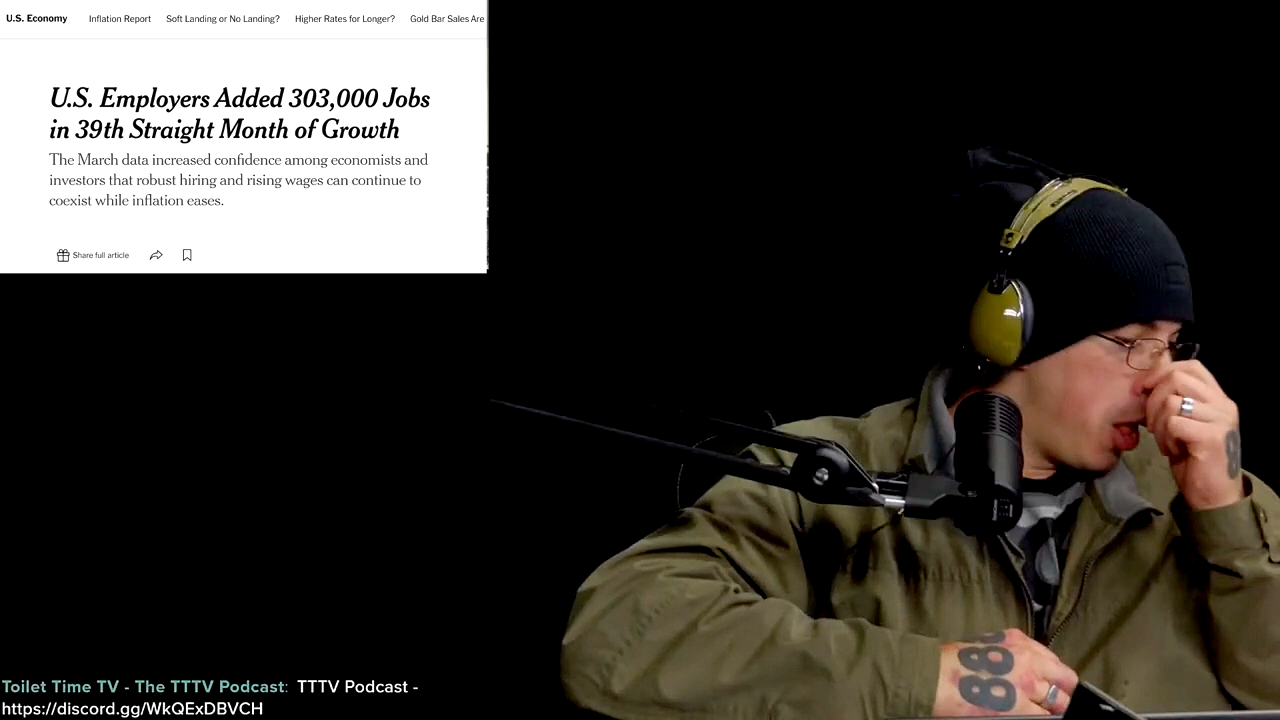 U.S. Economy Inflation Report Soft Landing or No Landing? Higher Rates for Longer? Gold Bar Sales Are
U.S. Employers Added 303,000 Jobs
in 39th Straight Month of Growth
The March data increased confidence among economists and
investors that robust hiring and rising wages can continue to
coexist while inflation eases.
Share full article
88
Toilet Time TV - The TTTV Podcast: TTTV Podcast -
https://discord.gg/WkQExDBVCH